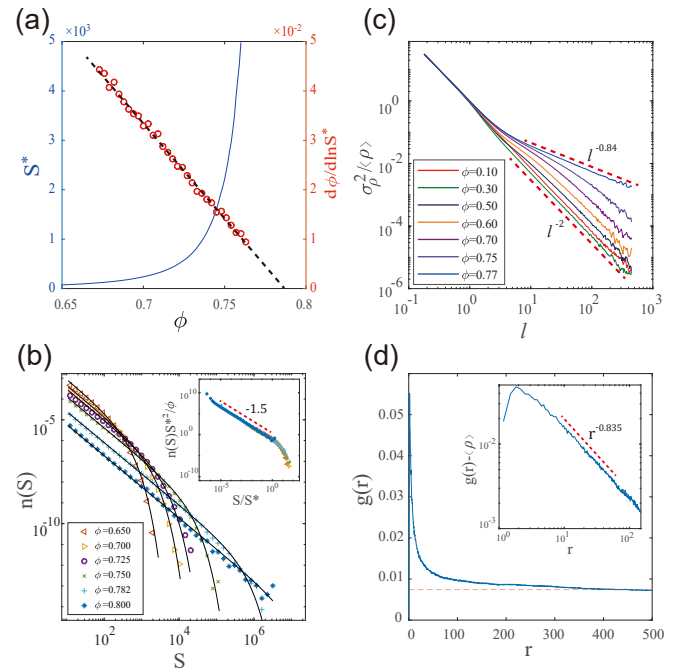 (a)
×10³
×10⁻²
5
4
3
2
1
0
S*
5
4
3
2
1
0
dϕ/dlnS*
0.65
0.7
0.75
0.8
ϕ
(c)
10⁰
10⁻²
10⁻⁴
10⁻⁶
σρ²/⟨ρ⟩
l⁻⁰·⁸⁴
l⁻²
ϕ=0.10
ϕ=0.30
ϕ=0.50
ϕ=0.60
ϕ=0.70
ϕ=0.75
ϕ=0.77
10⁻¹
10⁰
10¹
10²
10³
l
(b)
10⁻⁵
10⁻¹⁰
n(S)
ϕ=0.650
ϕ=0.700
ϕ=0.725
ϕ=0.750
ϕ=0.782
ϕ=0.800
10²
10⁴
10⁶
S
10¹⁰
10⁰
10⁻¹⁰
n(S)S*²/ϕ
-1.5
10⁻⁵
10⁰
S/S*
(d)
0.06
0.05
0.04
0.03
0.02
0.01
0
g(r)
0
100
200
300
400
500
r
10⁻²
10⁻³
g(r)-⟨ρ⟩
r⁻⁰·⁸³⁵
10⁰
10¹
10²
r